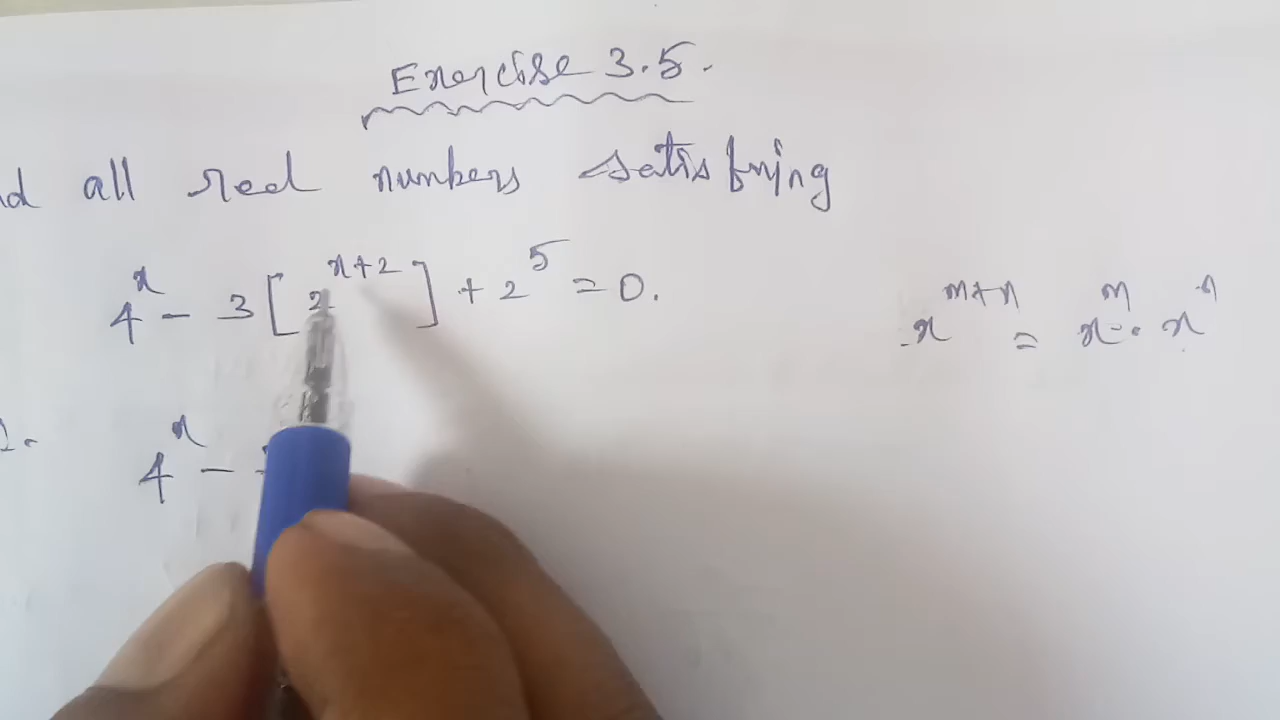 Exercise 3.5.
all real numbers satisfying
4^x - 3[2^{x+2}] + 2^5 = 0.
x^{m+n} = x^m · x^n
4^x -